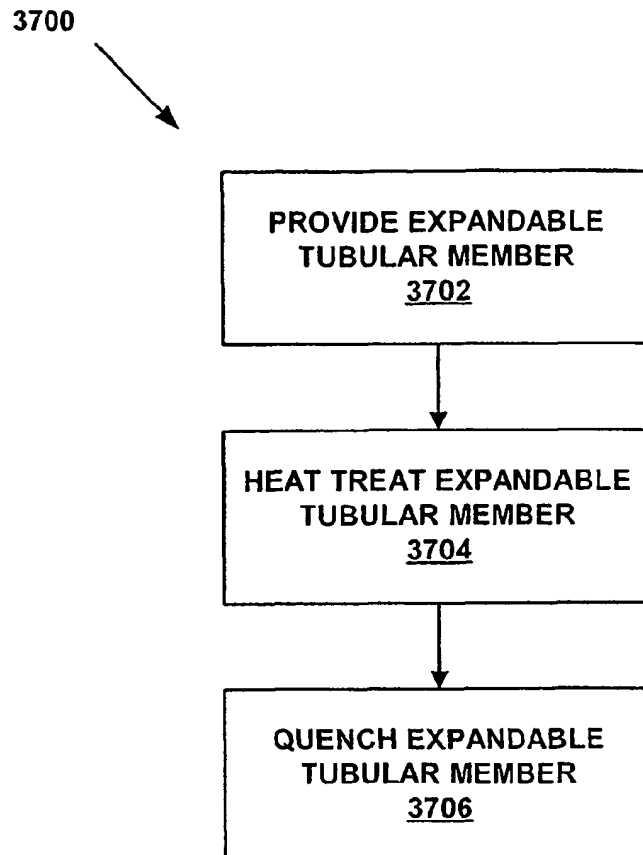 3700
PROVIDE EXPANDABLE
TUBULAR MEMBER
3702
HEAT TREAT EXPANDABLE
TUBULAR MEMBER
3704
QUENCH EXPANDABLE
TUBULAR MEMBER
3706